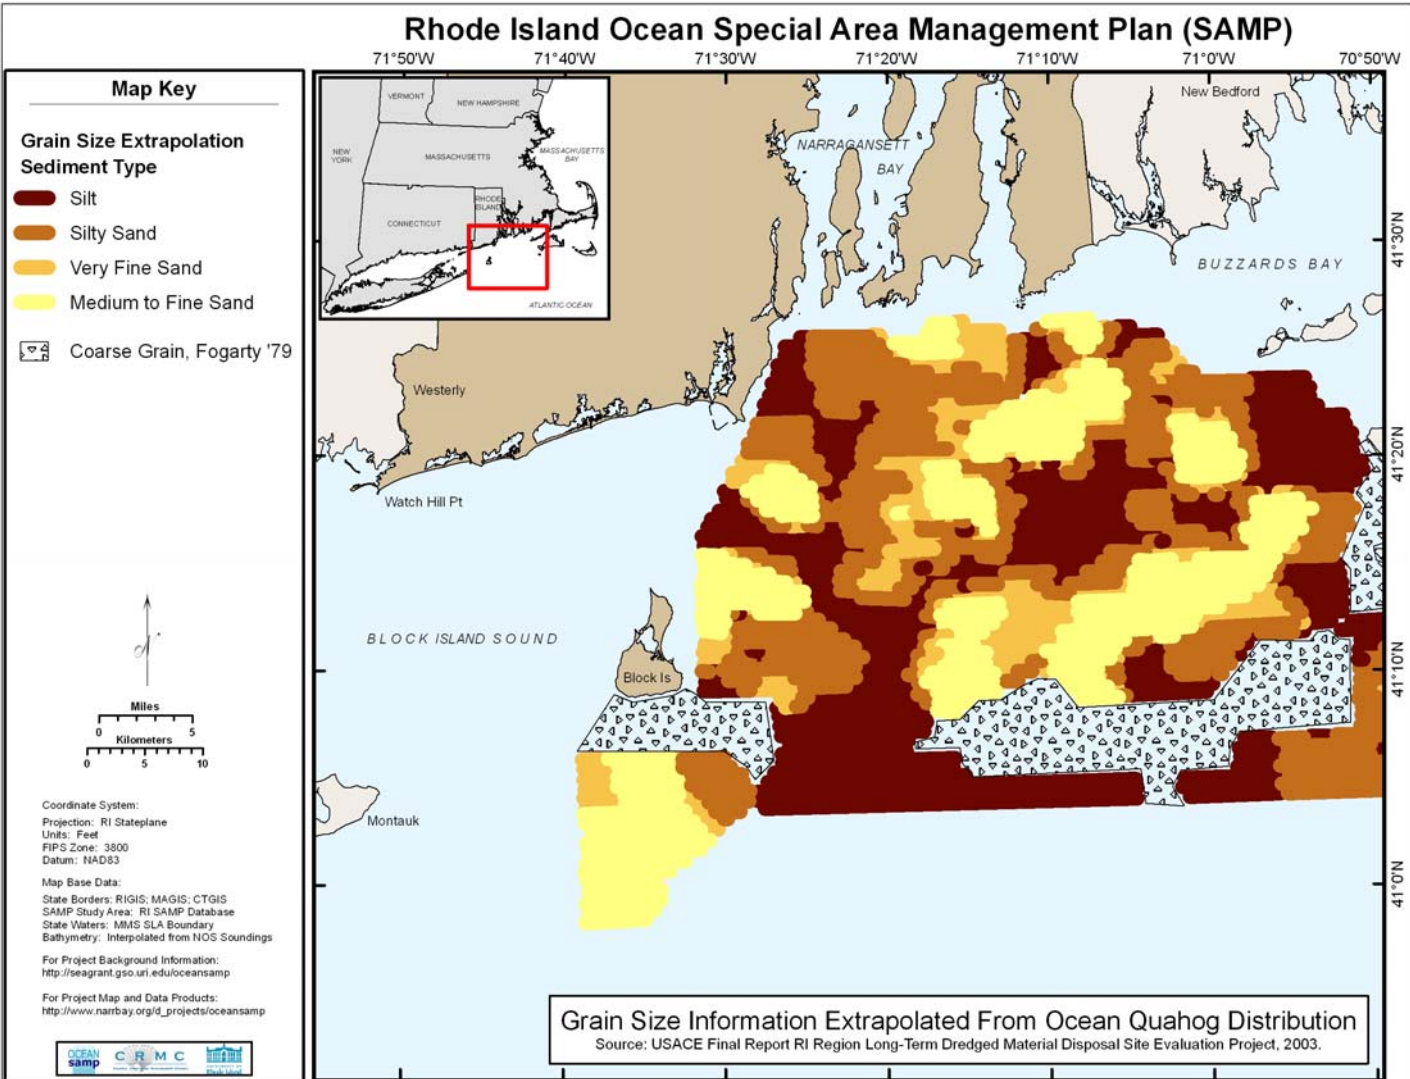 Rhode Island Ocean Special Area Management Plan (SAMP)
71°50'W
71°40'W
71°30'W
71°20'W
71°10'W
71°0'W
70°50'W
Map Key
Grain Size Extrapolation
Sediment Type
Silt
Silty Sand
Very Fine Sand
Medium to Fine Sand
Coarse Grain, Fogarty '79
VERMONT
NEW HAMPSHIRE
NEW
YORK
MASSACHUSETTS
MASSACHUSETTS
BAY
RHODE
ISLAND
CONNECTICUT
ATLANTIC OCEAN
NARRAGANSETT
BAY
New Bedford
BUZZARDS BAY
41°30'N
Westerly
41°20'N
Watch Hill Pt
BLOCK ISLAND SOUND
Block Is
41°10'N
Montauk
41°0'N
N
Miles
0 5
Kilometers
0 5 10
Coordinate System:
Projection: RI Stateplane
Units: Feet
FIPS Zone: 3800
Datum: NAD83
Map Base Data:
State Borders: RIGIS; MAGIS; CTGIS
SAMP Study Area: RI SAMP Database
State Waters: MMS SLA Boundary
Bathymetry: Interpolated from NOS Soundings
For Project Background Information:
http://seagrant.gso.uri.edu/oceansamp
For Project Map and Data Products:
http://www.narrbay.org/d_projects/oceansamp
OCEAN
samp
CRMC
Grain Size Information Extrapolated From Ocean Quahog Distribution
Source: USACE Final Report RI Region Long-Term Dredged Material Disposal Site Evaluation Project, 2003.